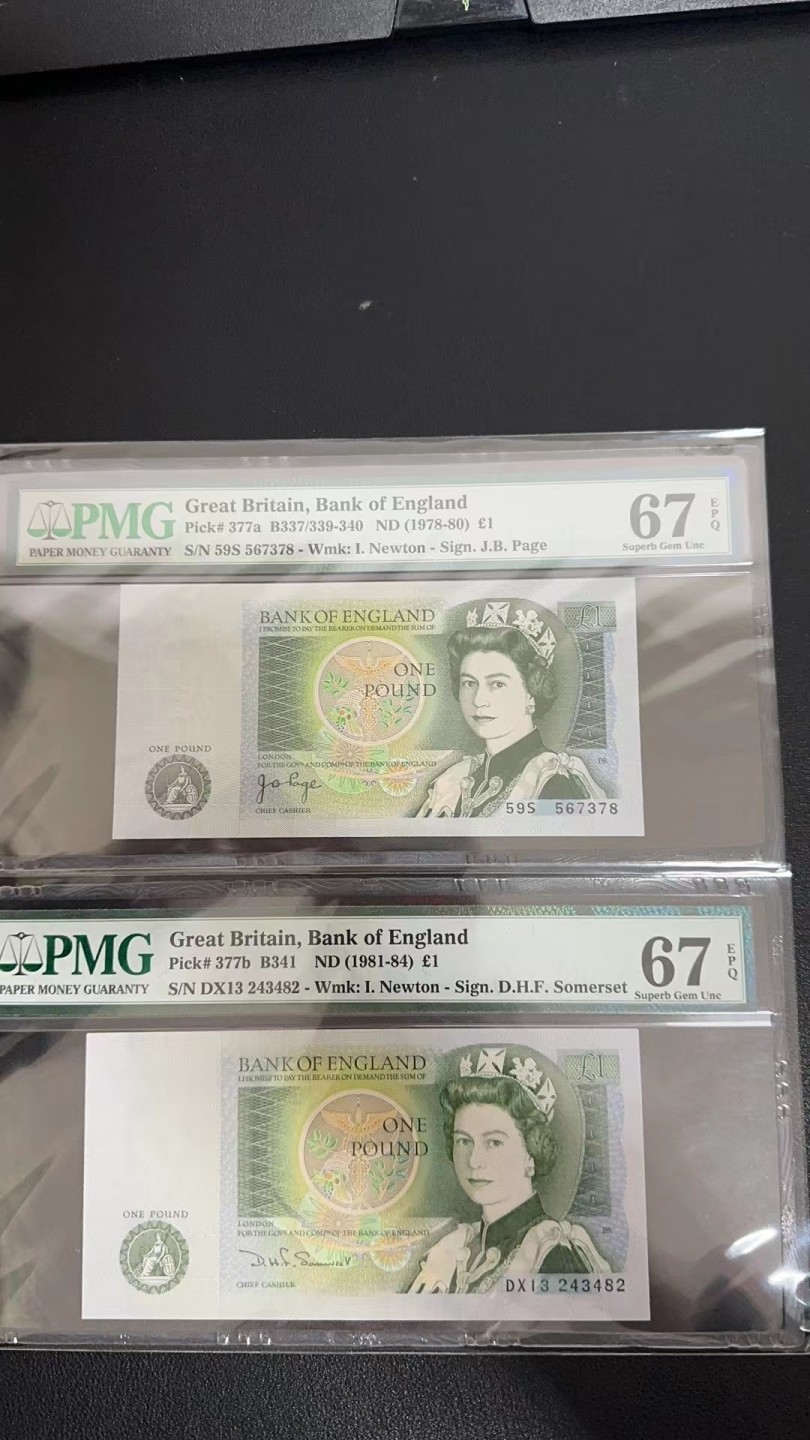 PMG
PAPER MONEY GUARANTY
Great Britain, Bank of England
Pick# 377a B337/339-340 ND (1978-80) £1
S/N 59S 567378 - Wmk: I. Newton - Sign. J.B. Page
67
EPQ
Superb Gem Unc
BANK OF ENGLAND
I PROMISE TO PAY THE BEARER ON DEMAND THE SUM OF
£1
ONE
POUND
ONE POUND
LONDON
FOR THE GOVR AND COMPA OF THE BANK OF ENGLAND
CHIEF CASHIER
59S 567378
PMG
PAPER MONEY GUARANTY
Great Britain, Bank of England
Pick# 377b B341 ND (1981-84) £1
S/N DX13 243482 - Wmk: I. Newton - Sign. D.H.F. Somerset
67
EPQ
Superb Gem Unc
BANK OF ENGLAND
I PROMISE TO PAY THE BEARER ON DEMAND THE SUM OF
£1
ONE
POUND
ONE POUND
LONDON
FOR THE GOVR AND COMPA OF THE BANK OF ENGLAND
CHIEF CASHIER
DX13 243482